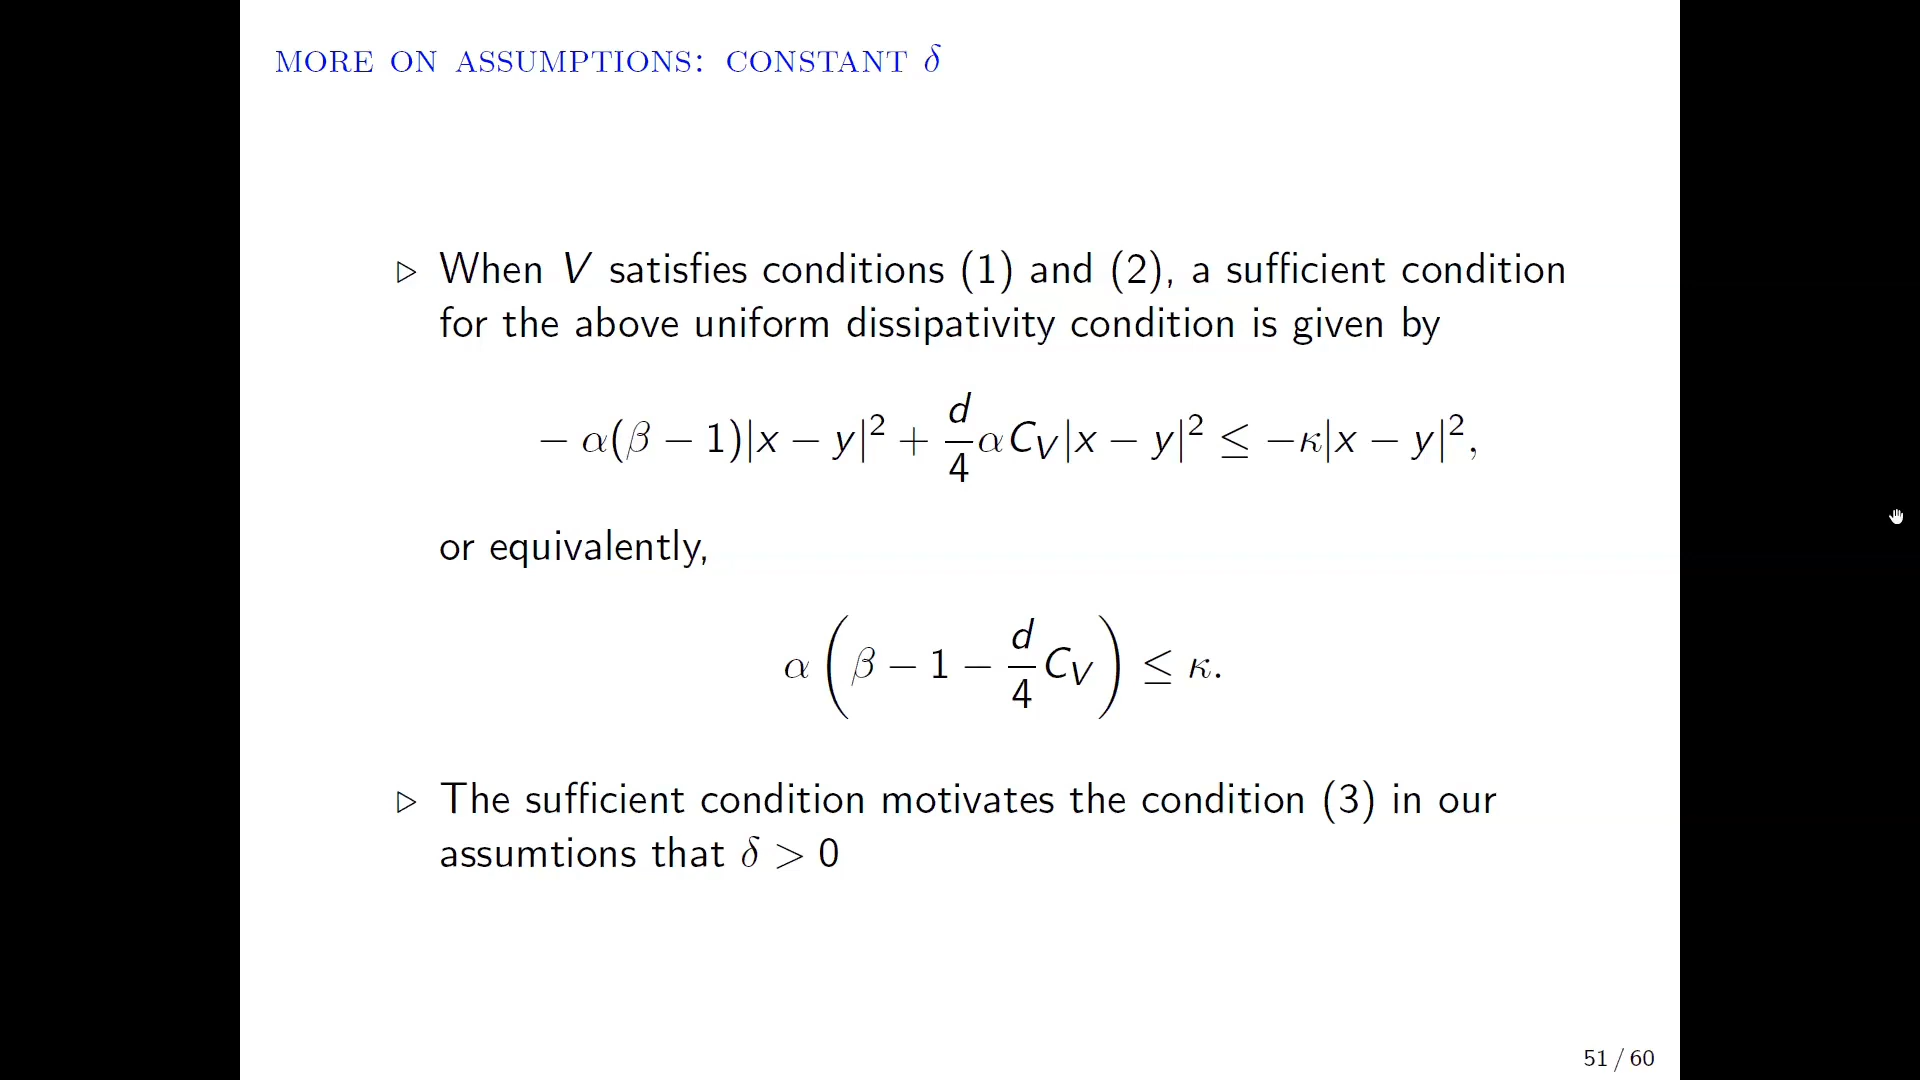 MORE ON ASSUMPTIONS: CONSTANT δ
▷ When V satisfies conditions (1) and (2), a sufficient condition
for the above uniform dissipativity condition is given by
− α(β − 1)|x − y|² + d/4 αC_V|x − y|² ≤ −κ|x − y|²,
or equivalently,
α(β − 1 − d/4 C_V) ≤ κ.
▷ The sufficient condition motivates the condition (3) in our
assumtions that δ > 0
51 / 60